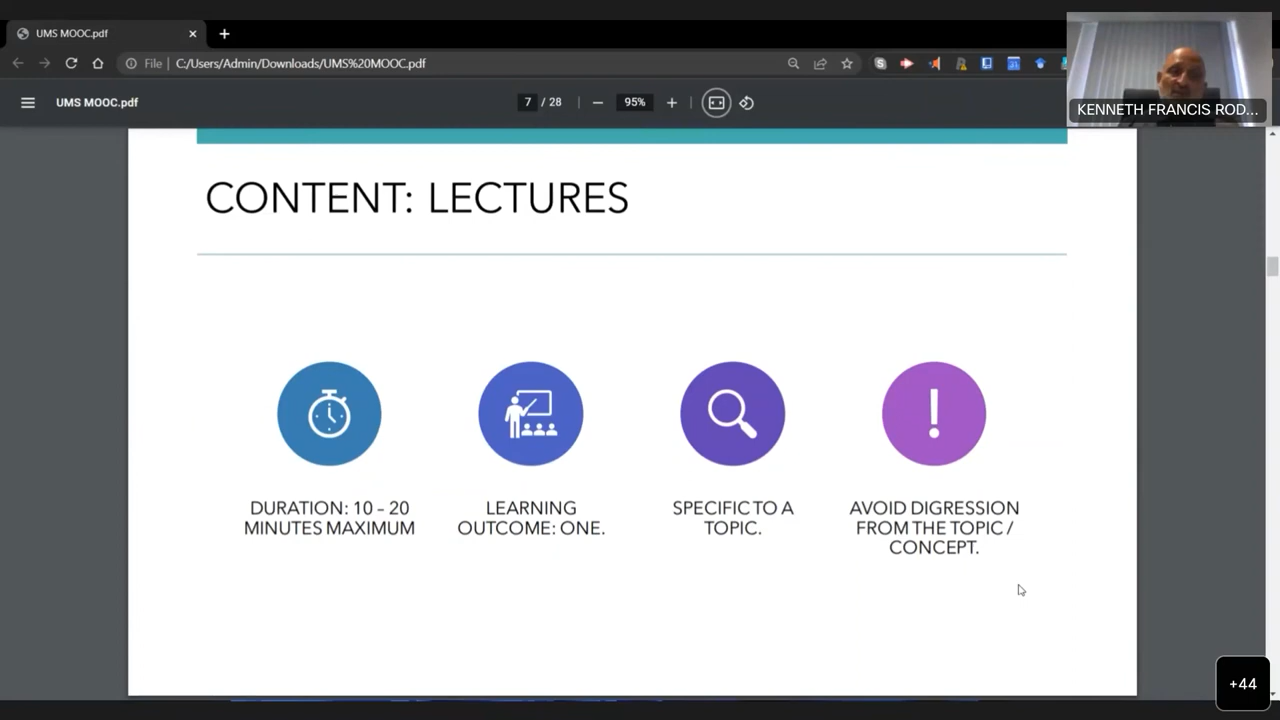 UMS MOOC.pdf
File
C:/Users/Admin/Downloads/UMS%20MOOC.pdf
KENNETH FRANCIS ROD...
UMS MOOC.pdf
7 / 28
95%
CONTENT: LECTURES
DURATION: 10 – 20
MINUTES MAXIMUM
LEARNING
OUTCOME: ONE.
SPECIFIC TO A
TOPIC.
AVOID DIGRESSION
FROM THE TOPIC /
CONCEPT.
+44